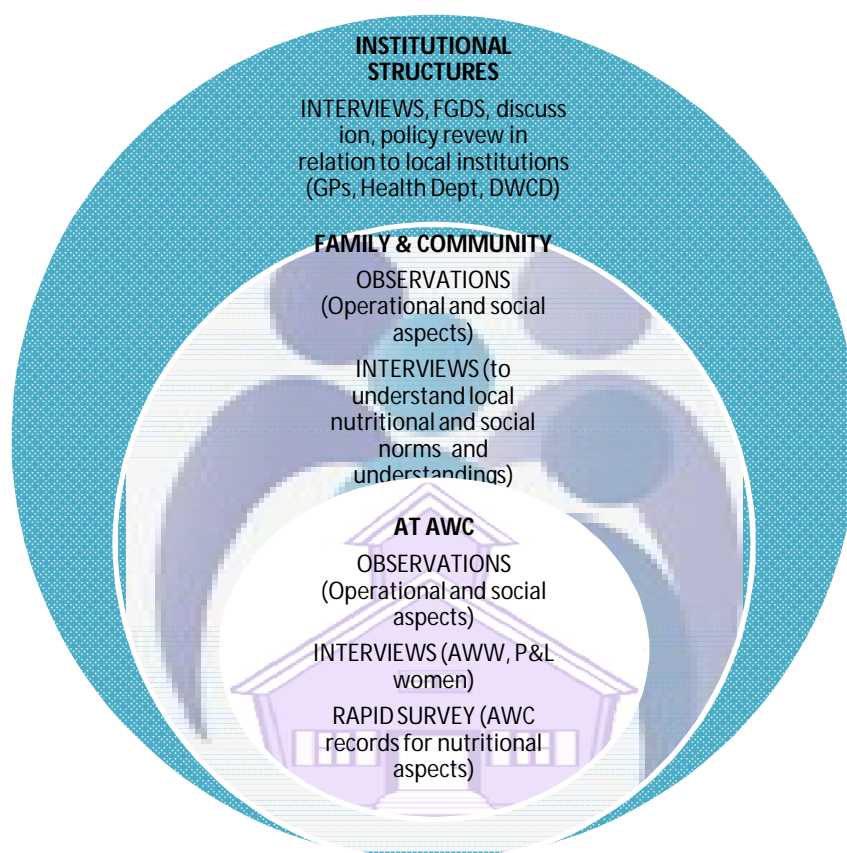 INSTITUTIONAL
STRUCTURES
INTERVIEWS, FGDS, discuss
ion, policy revew in
relation to local institutions
(GPs, Health Dept, DWCD)
FAMILY & COMMUNITY
OBSERVATIONS
(Operational and social
aspects)
INTERVIEWS (to
understand local
nutritional and social
norms and
understandings)
AT AWC
OBSERVATIONS
(Operational and social
aspects)
INTERVIEWS (AWW, P&L
women)
RAPID SURVEY (AWC
records for nutritional
aspects)